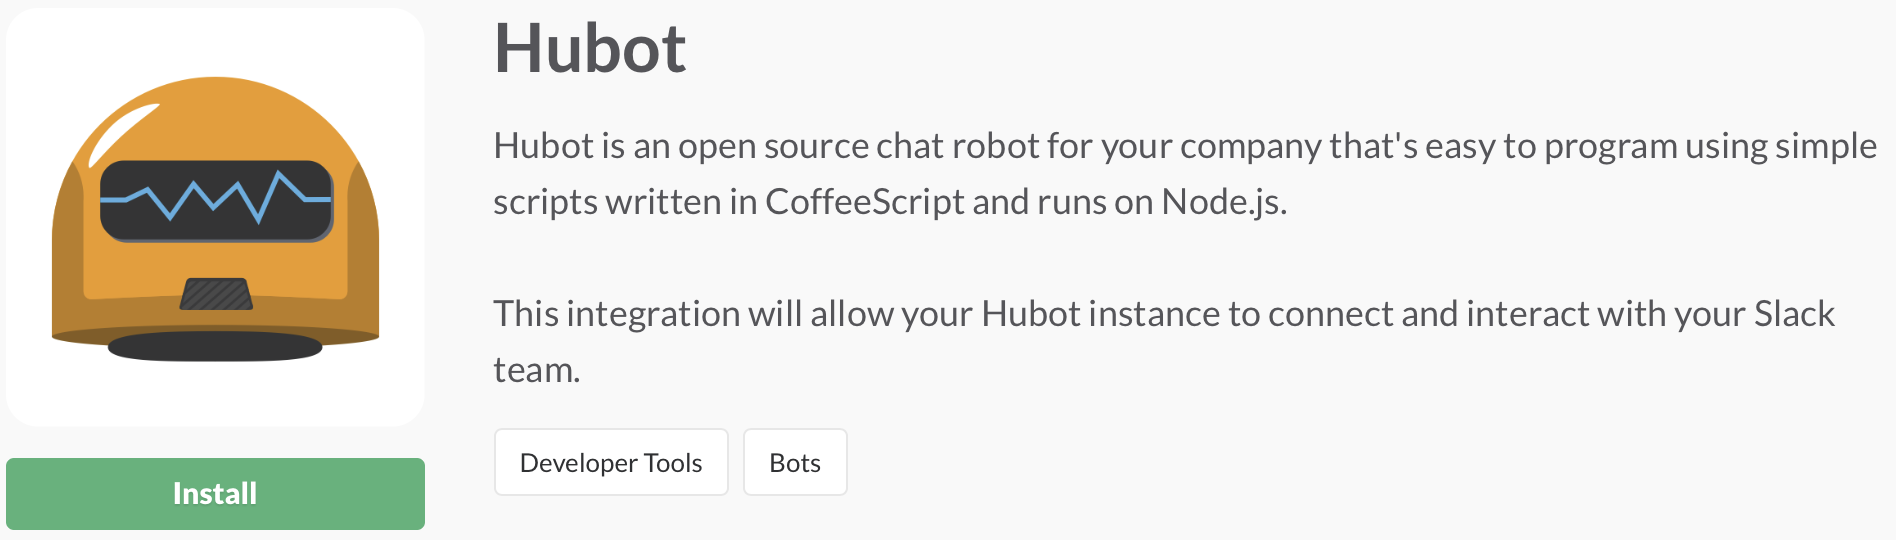 Hubot
Hubot is an open source chat robot for your company that's easy to program using simple
scripts written in CoffeeScript and runs on Node.js.
This integration will allow your Hubot instance to connect and interact with your Slack
team.
Developer Tools
Bots
Install